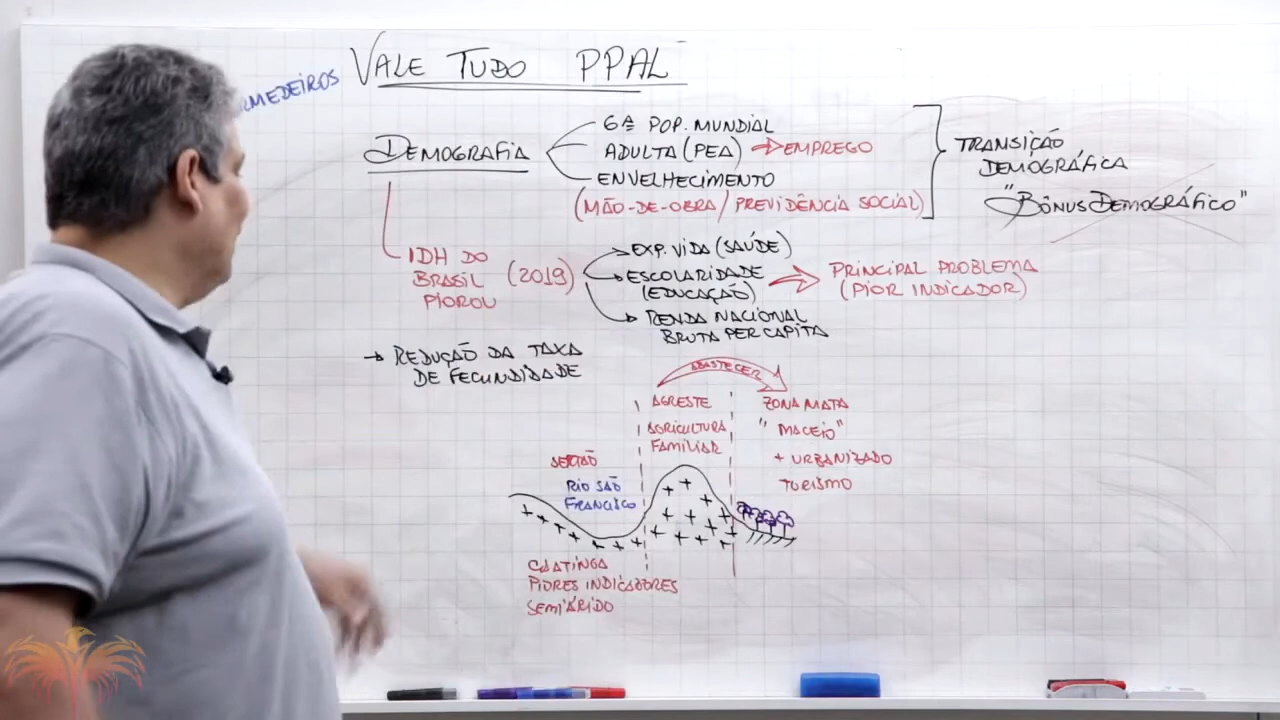 VALE TUDO PPAL
RMEDEIROS
DEMOGRAFIA
6ª POP. MUNDIAL
ADULTA (PEA) → EMPREGO
ENVELHECIMENTO
(MÃO-DE-OBRA / PREVIDÊNCIA SOCIAL)
TRANSIÇÃO
DEMOGRÁFICA
"BÔNUS DEMOGRÁFICO"
IDH DO
BRASIL (2019)
PIOROU
EXP. VIDA (SAÚDE)
ESCOLARIDADE
(EDUCAÇÃO)
RENDA NACIONAL
BRUTA PER CAPITA
PRINCIPAL PROBLEMA
(PIOR INDICADOR)
→ REDUÇÃO DA TAXA
DE FECUNDIDADE
ABASTECER
AGRESTE
AGRICULTURA
FAMILIAR
ZONA MATA
"MACEIÓ"
+ URBANIZADO
TURISMO
SERTÃO
RIO SÃO
FRANCISCO
CAATINGA
PIORES INDICADORES
SEMIÁRIDO